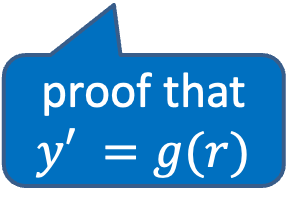 proof that
y′ = g(r)